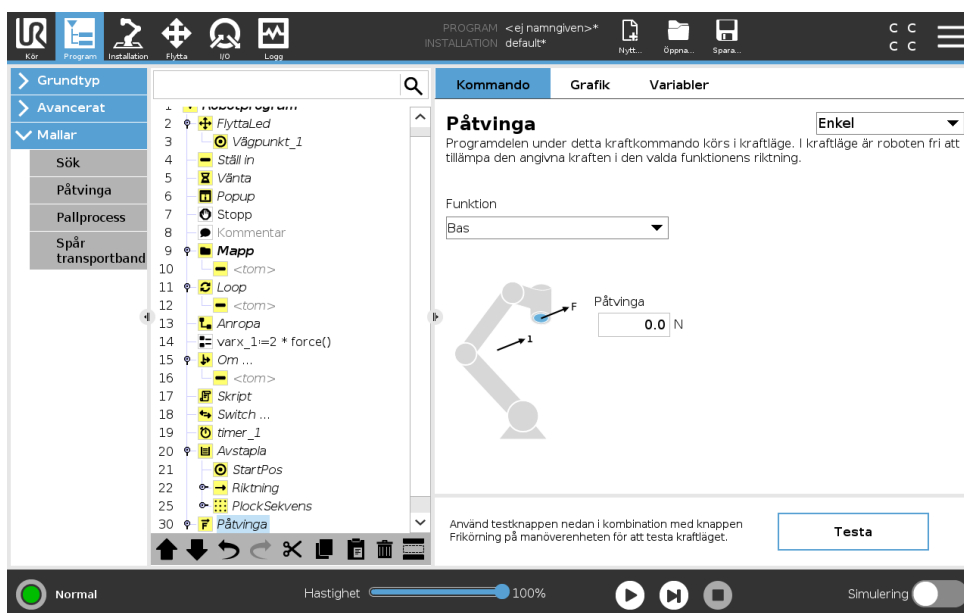 UR
PROGRAM <ej namngiven>*
INSTALLATION default*
Kör
Program
Installation
Flytta
I/O
Logg
Nytt...
Öppna...
Spara...
C C
C C
Grundtyp
Avancerat
Mallar
Sök
Påtvinga
Pallprocess
Spår
transportband
1 Robotprogram
2 FlyttaLed
3 Vägpunkt_1
4 Ställ in
5 Vänta
6 Popup
7 Stopp
8 Kommentar
9 Mapp
10 <tom>
11 Loop
12 <tom>
13 Anropa
14 varx_1:=2 * force()
15 Om ...
16 <tom>
17 Skript
18 Switch ...
19 timer_1
20 Avstapla
21 StartPos
22 Riktning
25 PlockSekvens
30 Påtvinga
Kommando
Grafik
Variabler
Påtvinga
Enkel
Programdelen under detta kraftkommando körs i kraftläge. I kraftläge är roboten fri att
tillämpa den angivna kraften i den valda funktionens riktning.
Funktion
Bas
F
1
Påtvinga
0.0 N
Använd testknappen nedan i kombination med knappen
Frikörning på manöverenheten för att testa kraftläget.
Testa
Normal
Hastighet
100%
Simulering